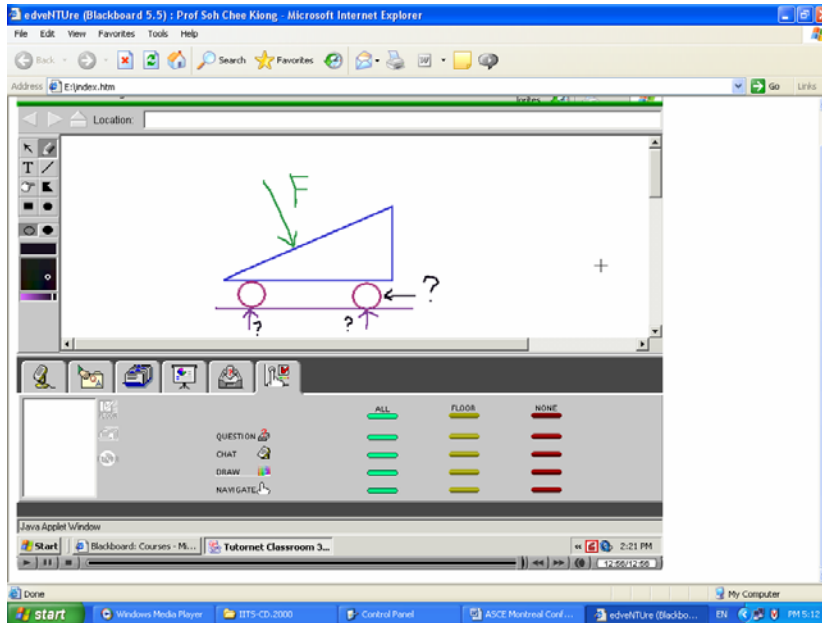 edveNTUre (Blackboard 5.5) : Prof Soh Chee Kiong - Microsoft Internet Explorer
File Edit View Favorites Tools Help
Back Search Favorites
Address E:\index.htm Go Links
Location:
T
F
?
? ?
ALL FLOOR NONE
QUESTION
CHAT
DRAW
NAVIGATE
Java Applet Window
Start Blackboard: Courses - Mi... Tutornet Classroom 3... 2:21 PM
12:56/12:56
Done My Computer
start Windows Media Player IITS-CD.2000 Control Panel ASCE Montreal Conf ... edveNTUre (Blackbo... EN PM 5:12